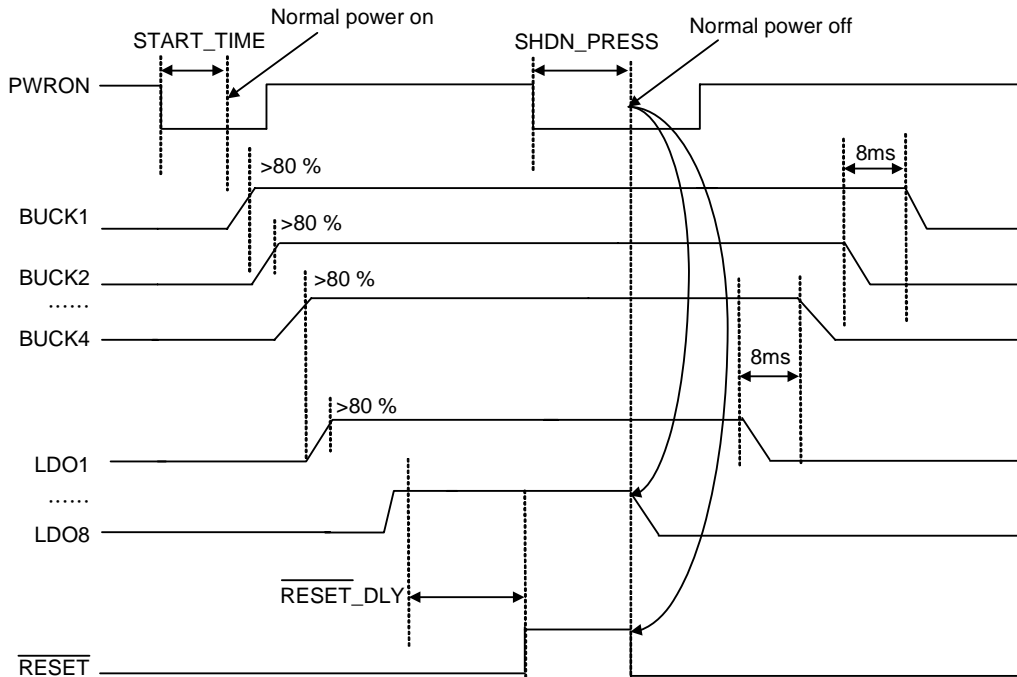 Normal power on
START_TIME
SHDN_PRESS
Normal power off
PWRON
8ms
>80 %
BUCK1
>80 %
BUCK2
......
>80 %
BUCK4
8ms
>80 %
LDO1
......
LDO8
RESET_DLY
RESET